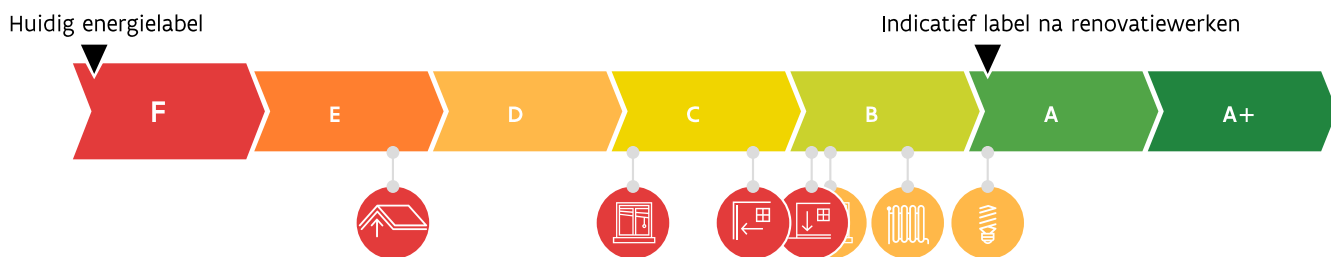 Huidig energielabel
Indicatief label na renovatiewerken
F
E
D
C
B
A
A+